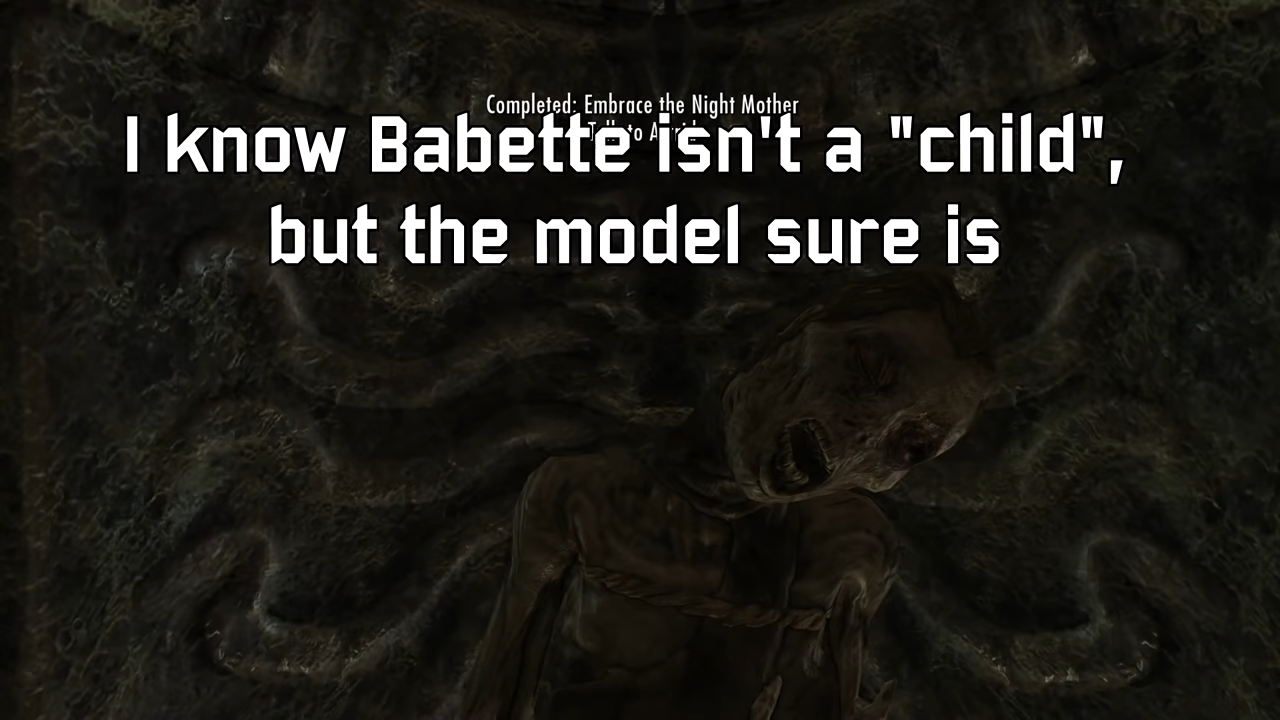 Completed: Embrace the Night Mother
I know Babette isn't a "child",
but the model sure is